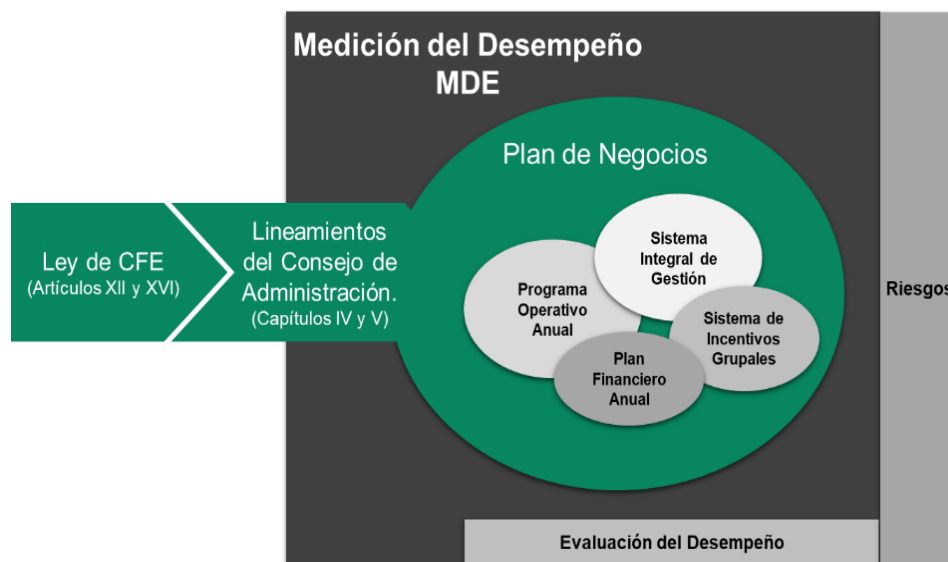 Medición del Desempeño
MDE
Plan de Negocios
Ley de CFE
(Artículos XII y XVI)
Lineamientos
del Consejo de
Administración.
(Capítulos IV y V)
Sistema
Integral de
Gestión
Programa
Operativo
Anual
Sistema de
Incentivos
Grupales
Plan
Financiero
Anual
Riesgos
Evaluación del Desempeño